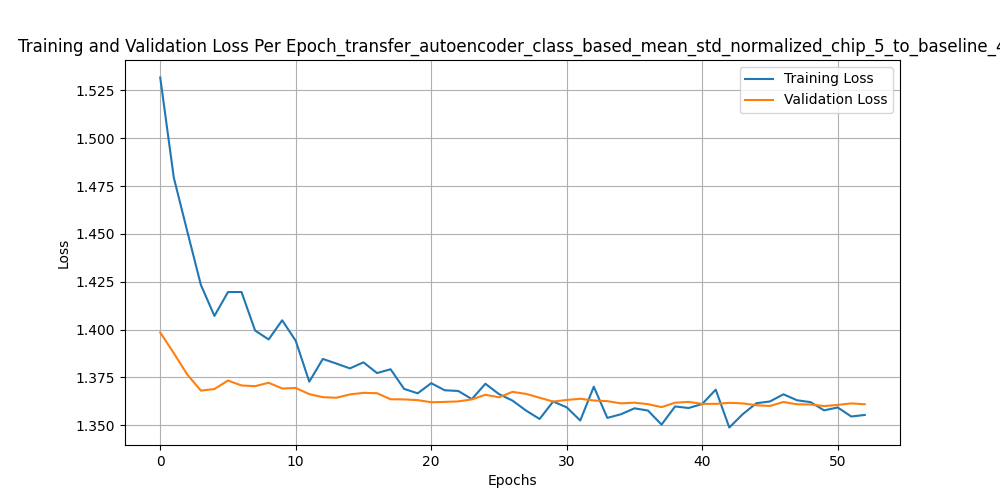 Training and Validation Loss Per Epoch_transfer_autoencoder_class_based_mean_std_normalized_chip_5_to_baseline_4
Training Loss
Validation Loss
1.525
1.500
1.475
1.450
1.425
1.400
1.375
1.350
Loss
0 10 20 30 40 50
Epochs